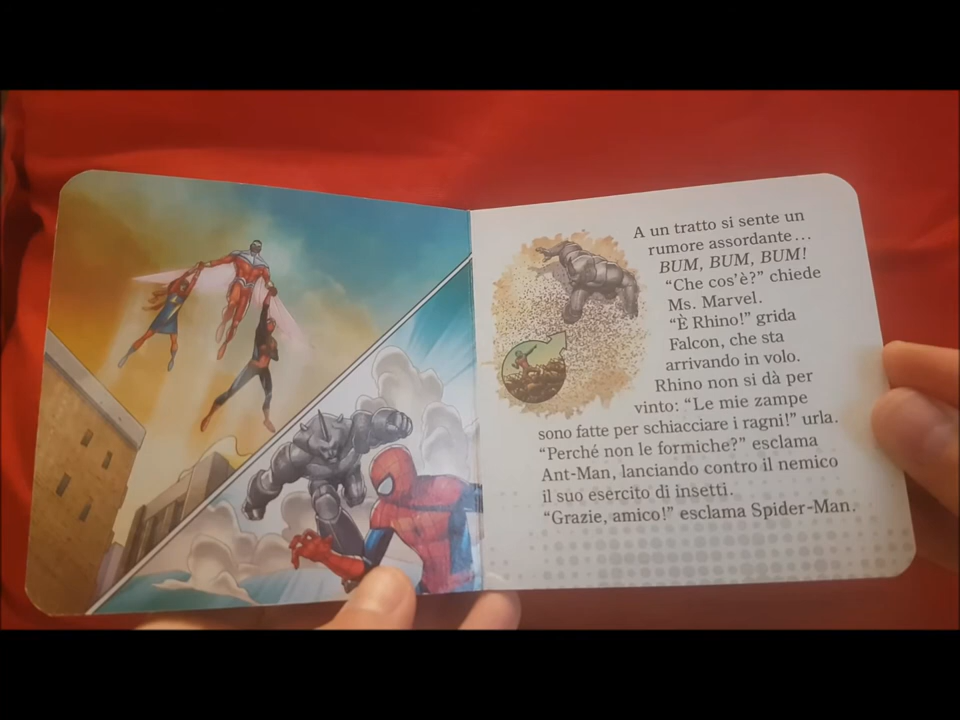 A un tratto si sente un
rumore assordante...
BUM, BUM, BUM!
“Che cos’è?” chiede
Ms. Marvel.
“È Rhino!” grida
Falcon, che sta
arrivando in volo.
Rhino non si dà per
vinto: “Le mie zampe
sono fatte per schiacciare i ragni!” urla.
“Perché non le formiche?” esclama
Ant-Man, lanciando contro il nemico
il suo esercito di insetti.
“Grazie, amico!” esclama Spider-Man.